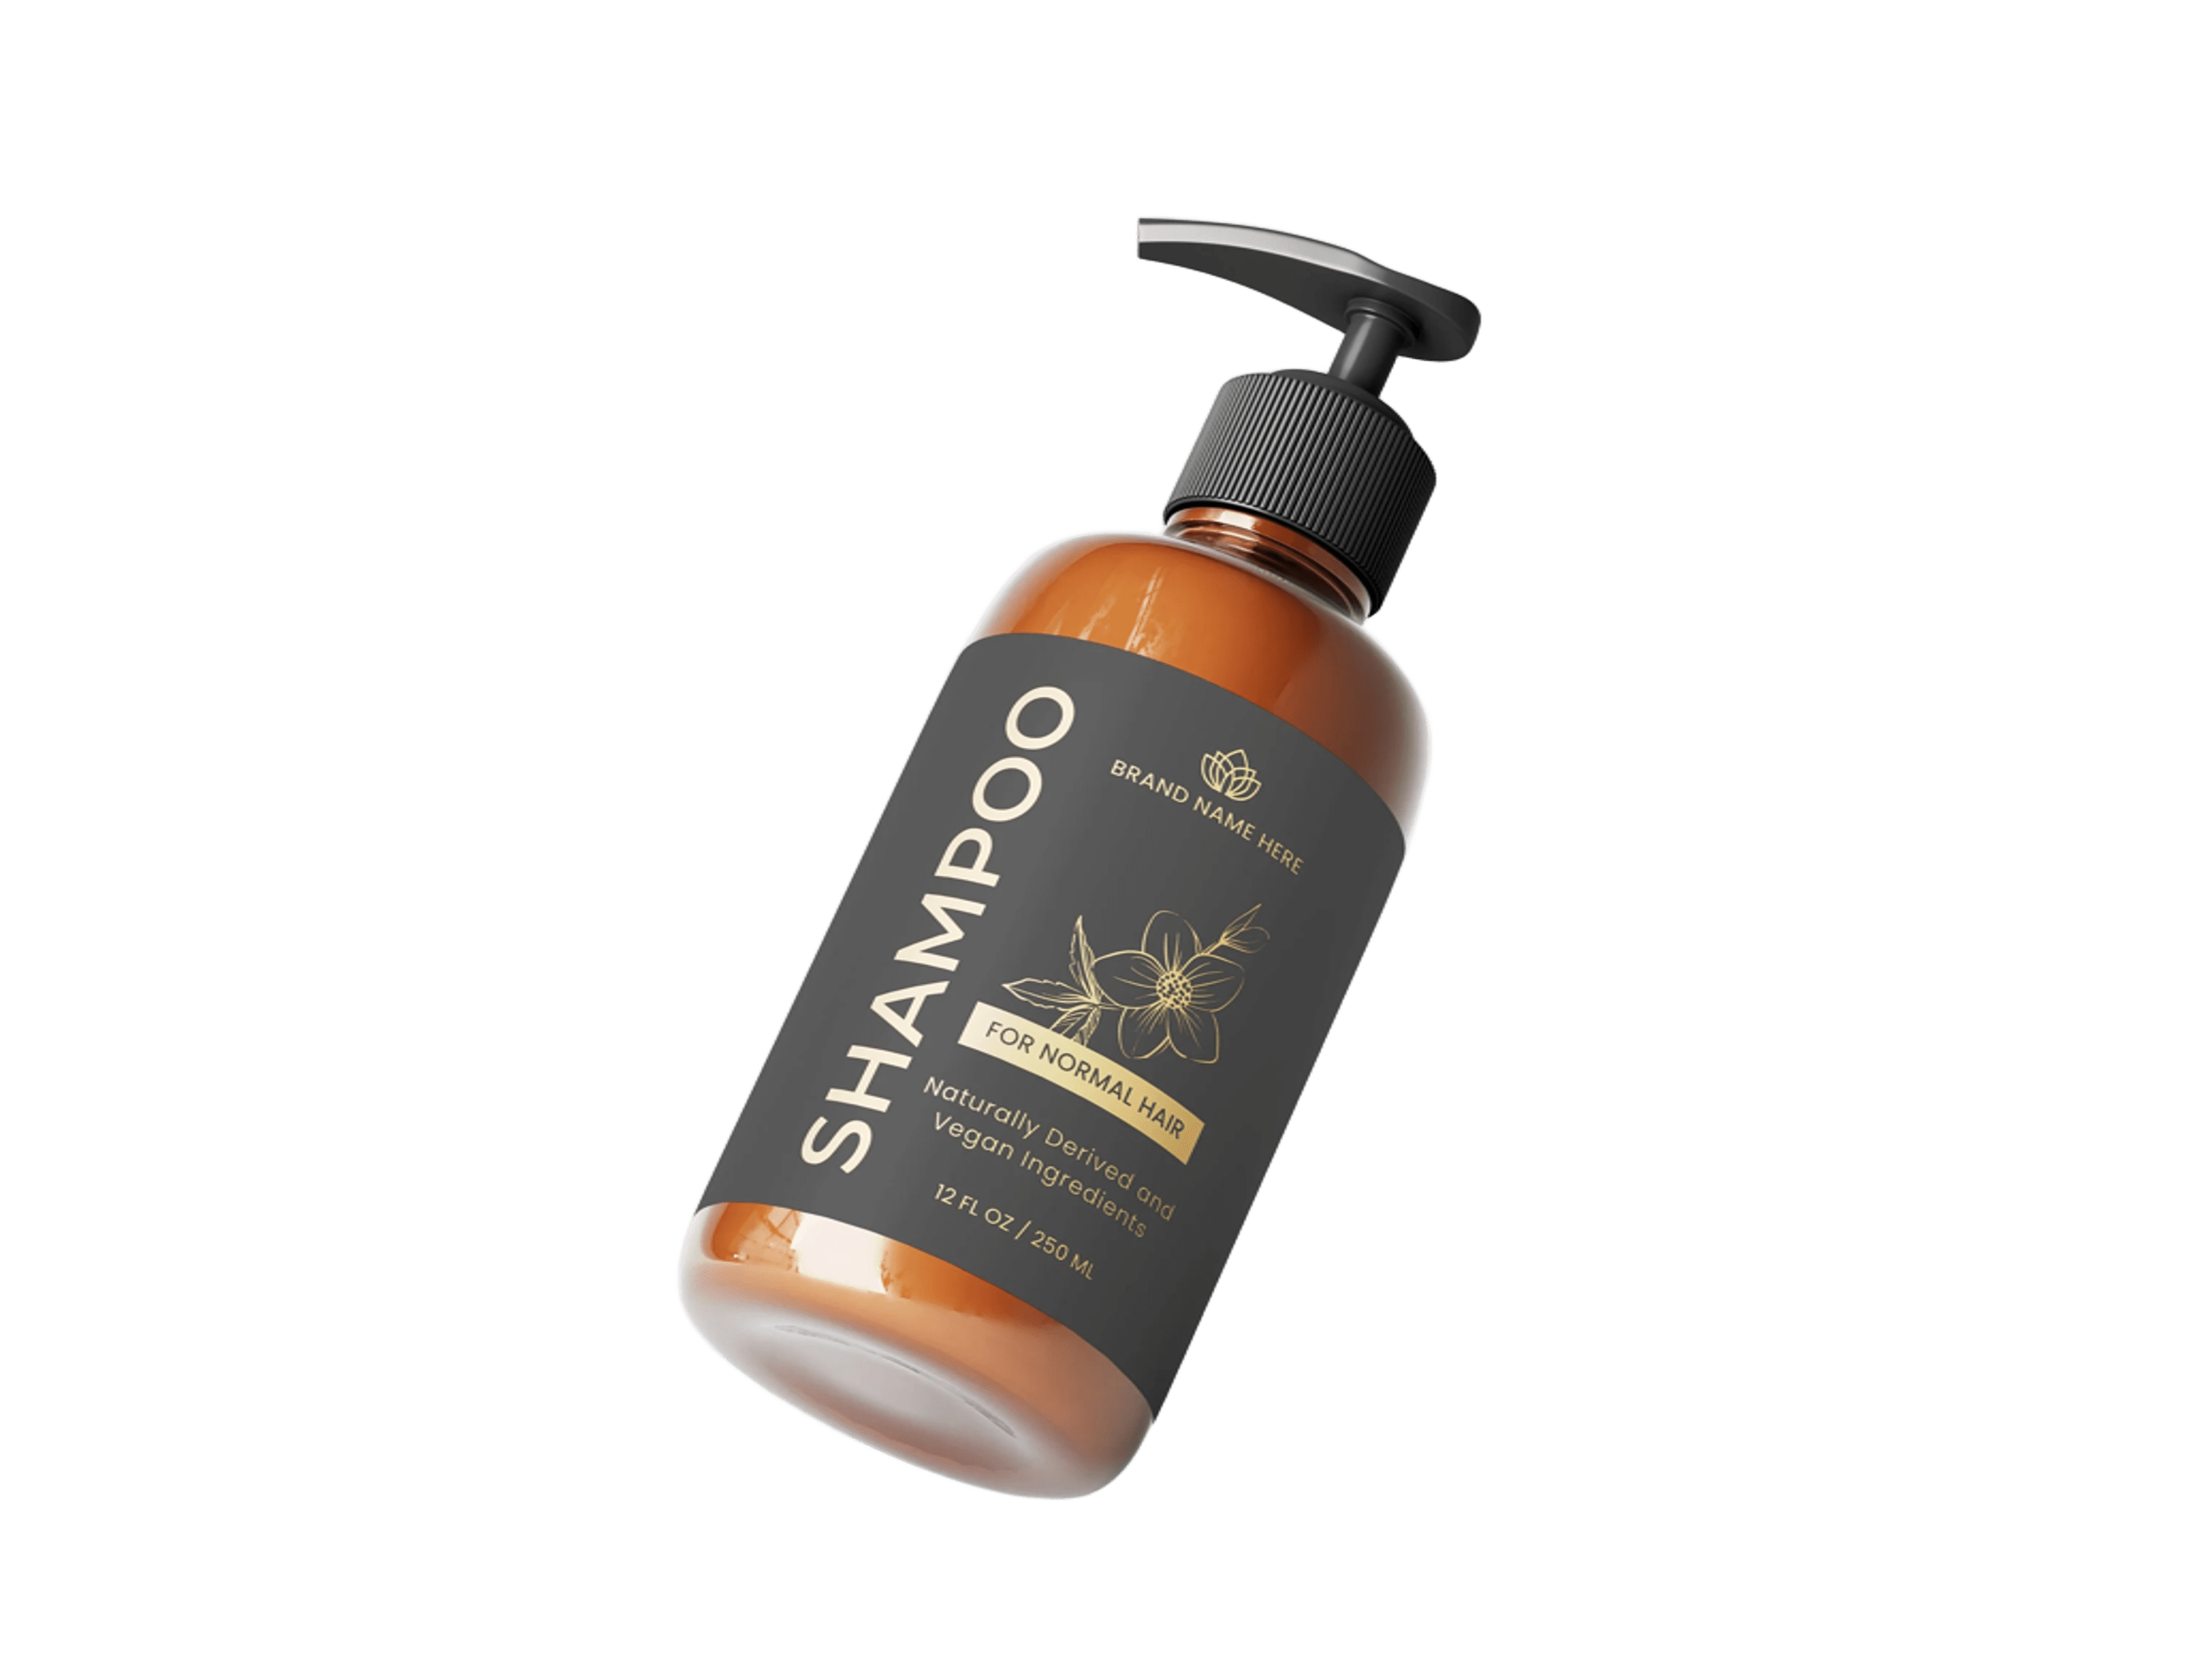 SHAMPOO
BRAND NAME HERE
FOR NORMAL HAIR
Naturally Derived and
Vegan Ingredients
12 FL OZ / 250 ML